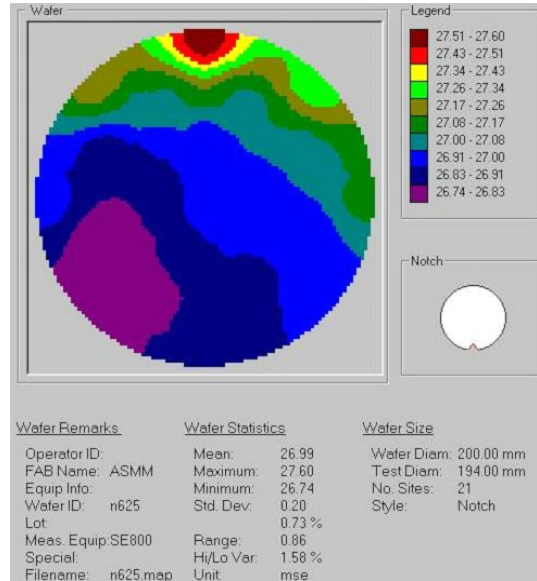 Wafer
Legend
27.51 - 27.60
27.43 - 27.51
27.34 - 27.43
27.26 - 27.34
27.17 - 27.26
27.08 - 27.17
27.00 - 27.08
26.91 - 27.00
26.83 - 26.91
26.74 - 26.83
Notch
Wafer Remarks
Operator ID:
FAB Name: ASMM
Equip Info:
Wafer ID: n625
Lot:
Meas. Equip:SE800
Special:
Filename: n625.map
Wafer Statistics
Mean: 26.99
Maximum: 27.60
Minimum: 26.74
Std. Dev: 0.20
0.73 %
Range: 0.86
Hi/Lo Var: 1.58 %
Unit: mse
Wafer Size
Wafer Diam: 200.00 mm
Test Diam: 194.00 mm
No. Sites: 21
Style: Notch